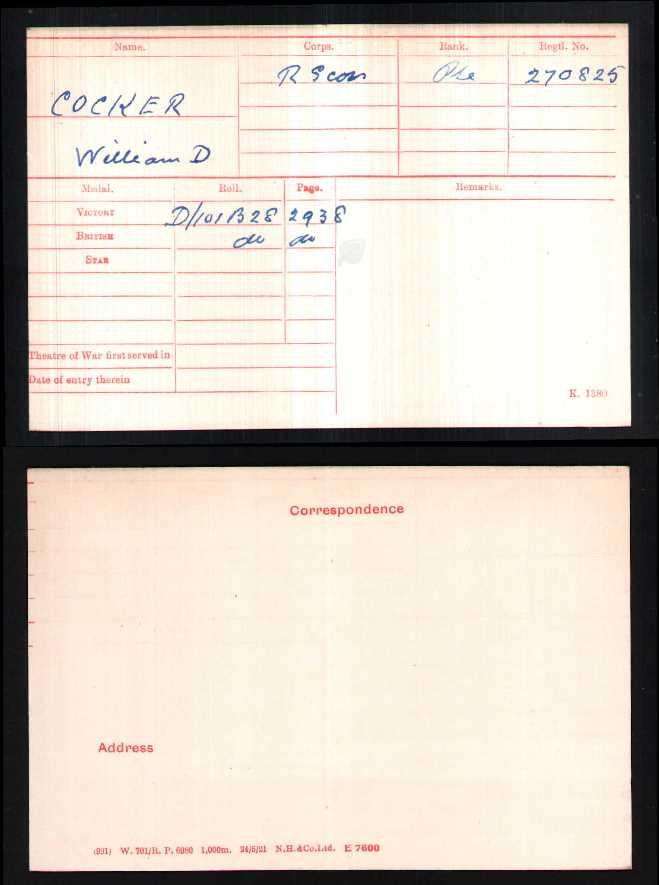 Name. Corps. Rank. Regtl. No.
R Scots Pte 270825
COCKER
William D
Medal. Roll. Page. Remarks.
VICTORY D/101B28 2938
BRITISH do do
STAR
Theatre of War first served in
Date of entry therein
K. 1380
Correspondence
Address
(991) W. 701/R. P. 6980 1,000m. 24/5/21 N.H.&Co.Ltd. E 7600